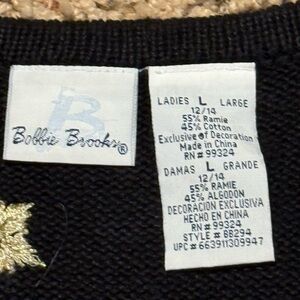 B
Bobbie Brooks®
LADIES L LARGE
12/14
55% Ramie
45% Cotton
Exclusive of Decoration
Made in China
RN# 99324
DAMAS L GRANDE
12/14
55% RAMIE
45% ALGODON
DECORACION EXCLUSIVA
HECHO EN CHINA
RN# 99324
STYLE # BB294
UPC # 663911309947